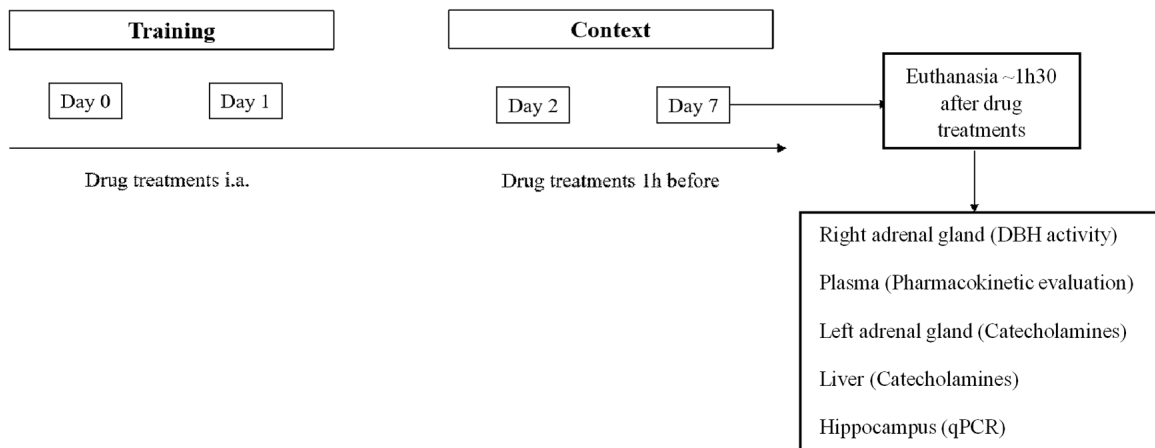 Training
Context
Day 0
Day 1
Day 2
Day 7
Euthanasia ~1h30
after drug
treatments
Drug treatments i.a.
Drug treatments 1h before
Right adrenal gland (DBH activity)
Plasma (Pharmacokinetic evaluation)
Left adrenal gland (Catecholamines)
Liver (Catecholamines)
Hippocampus (qPCR)